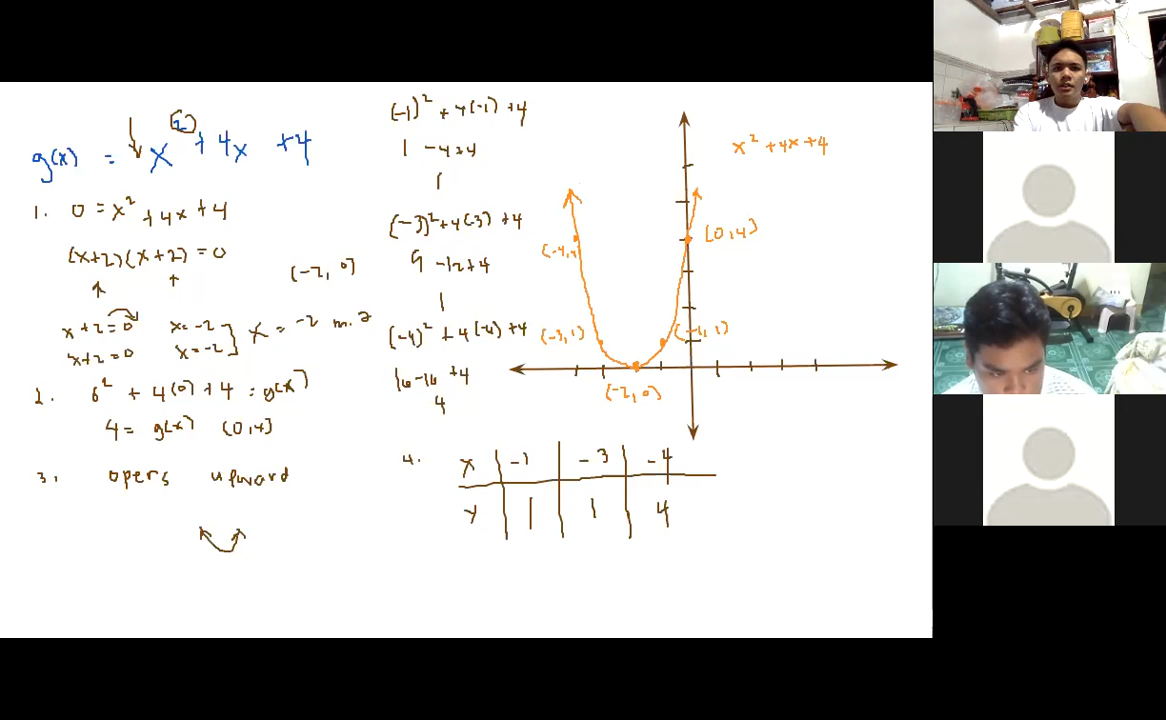 g(x) = x² + 4x + 4
1. 0 = x² + 4x + 4
(x+2)(x+2) = 0
(-2, 0)
x+2=0 x=-2
x+2=0 x=-2
x = -2 m.2
2. 0² + 4(0) + 4 = g(x)
4 = g(x) (0,4)
3. opens upward
(-1)² + 4(-1) + 4
1 -4+4
1
(-3)² + 4(-3) + 4
9 -12+4
1
(-4)² + 4(-4) + 4
16-16 +4
4
x² + 4x + 4
(0,4)
(-4,4)
(-3,1)
(-1,1)
(-2,0)
4. x -1 -3 -4
y 1 1 4